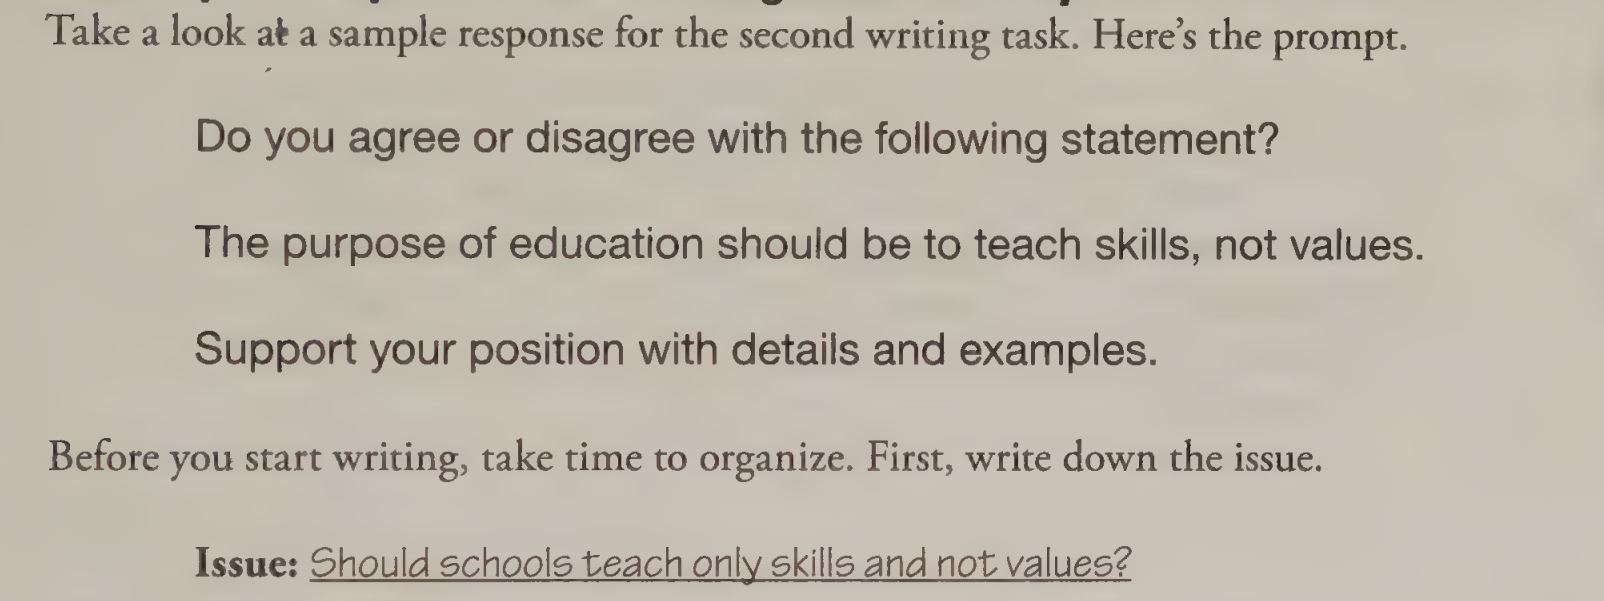 Take a look at a sample response for the second writing task. Here's the prompt.
Do you agree or disagree with the following statement?
The purpose of education should be to teach skills, not values.
Support your position with details and examples.
Before you start writing, take time to organize. First, write down the issue.
Issue: Should schools teach only skills and not values?